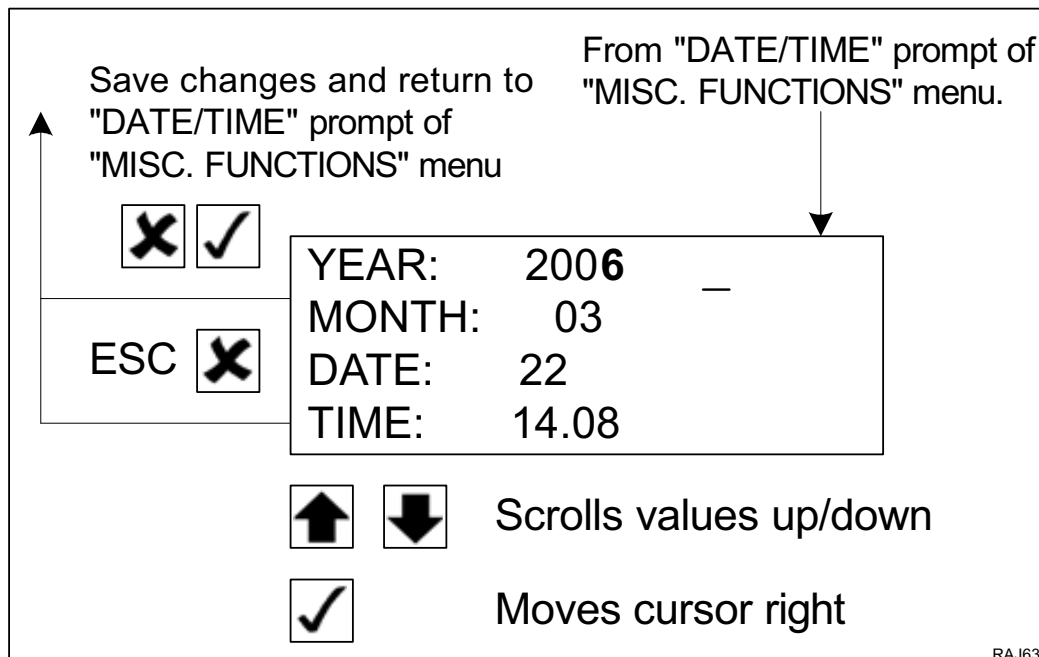 Save changes and return to
"DATE/TIME" prompt of
"MISC. FUNCTIONS" menu
From "DATE/TIME" prompt of
"MISC. FUNCTIONS" menu.
YEAR: 2006 _
MONTH: 03
DATE: 22
TIME: 14.08
ESC
Scrolls values up/down
Moves cursor right
RAJ63